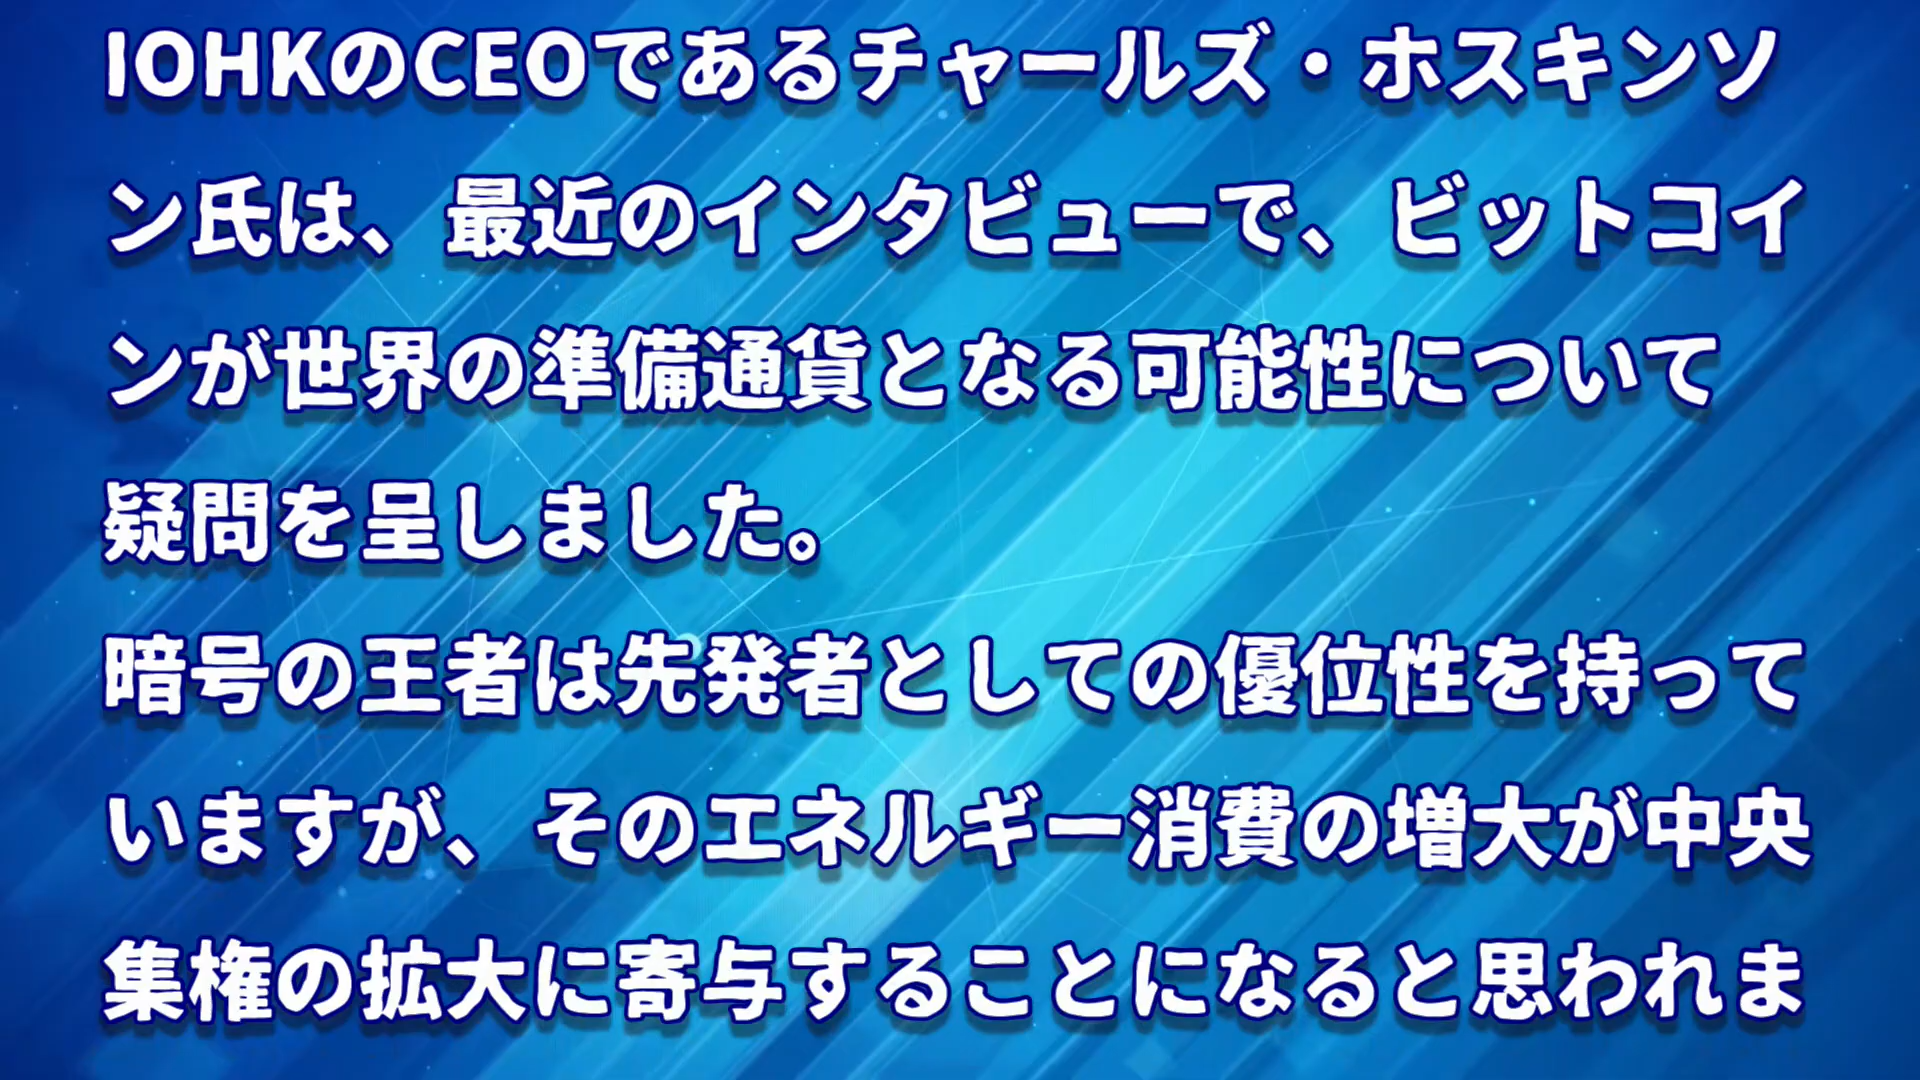 IOHKのCEOであるチャールズ・ホスキンソ
ン氏は、最近のインタビューで、ビットコイ
ンが世界の準備通貨となる可能性について
疑問を呈しました。
暗号の王者は先発者としての優位性を持って
いますが、そのエネルギー消費の増大が中央
集権の拡大に寄与することになると思われま